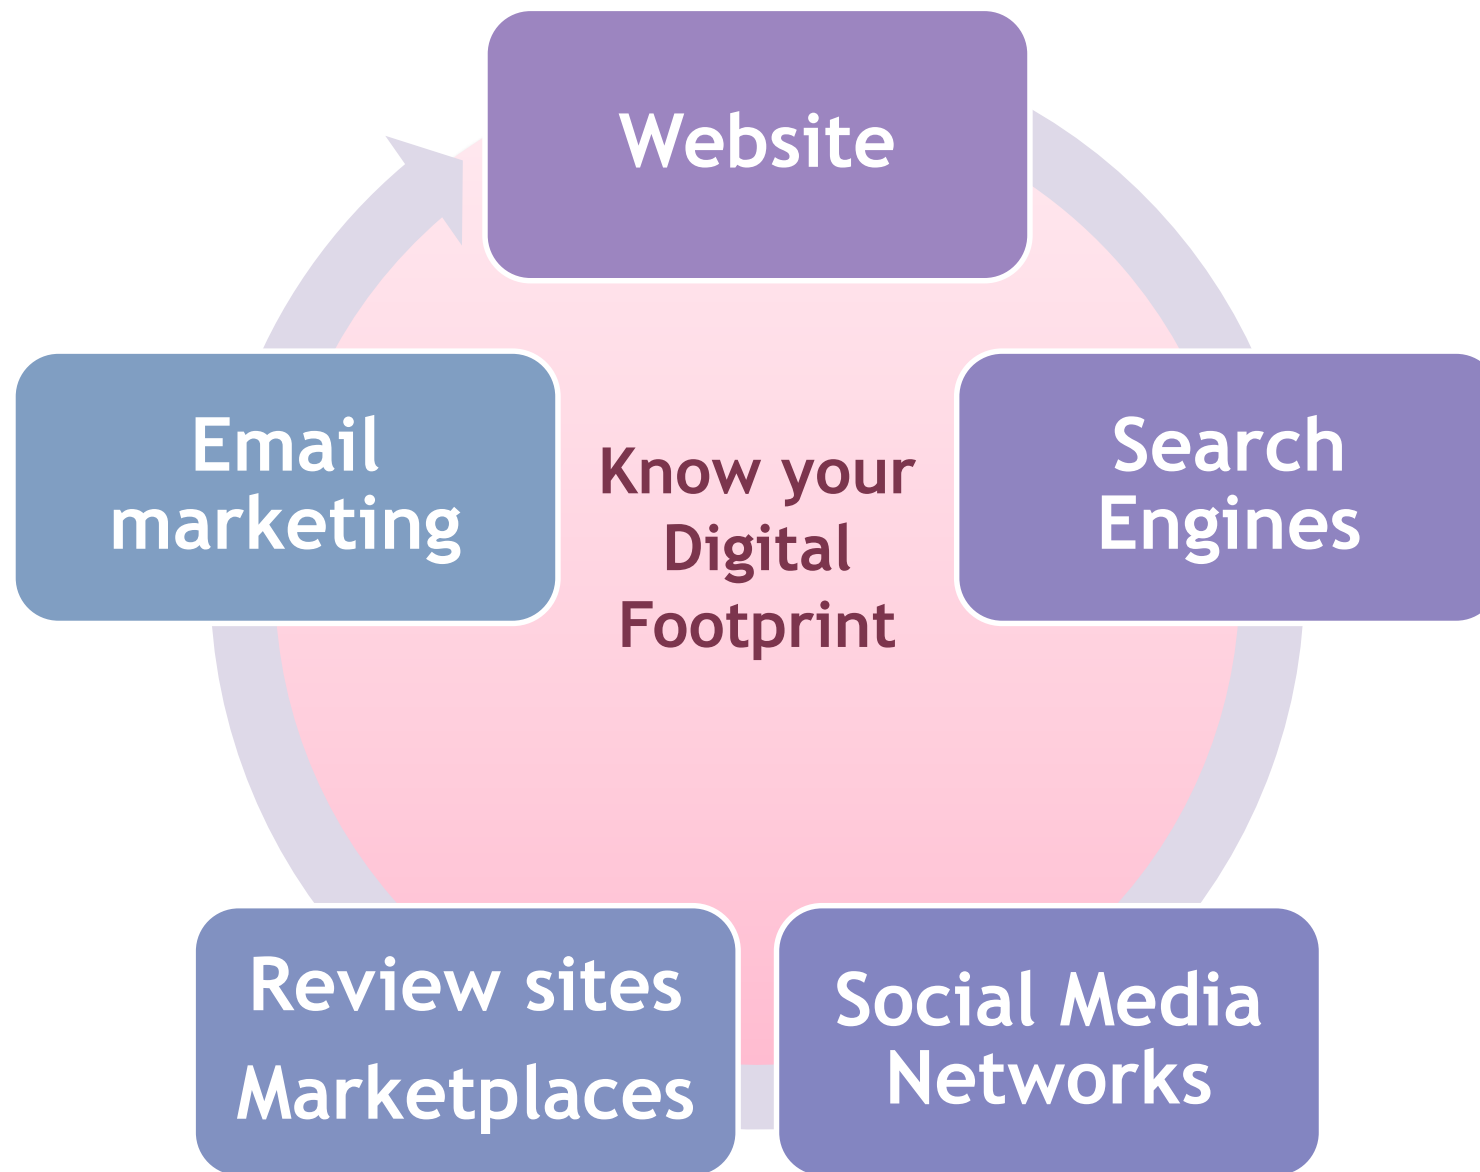 Website
Search
Engines
Social Media
Networks
Review sites
Marketplaces
Email
marketing
Know your
Digital
Footprint